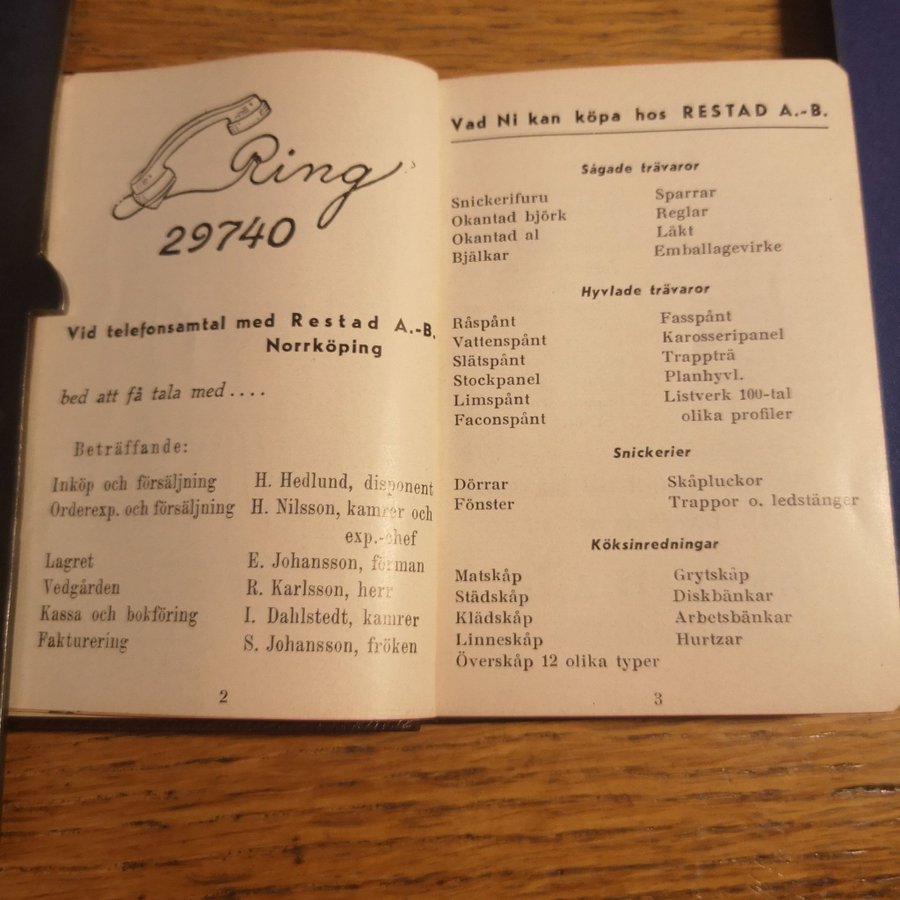 Ring
29740
Vid telefonsamtal med Restad A.-B.
Norrköping
bed att få tala med . . . .
Beträffande:
Inköp och försäljning H. Hedlund, disponent
Orderexp. och försäljning H. Nilsson, kamrer och
exp.-chef
Lagret E. Johansson, förman
Vedgården R. Karlsson, herr
Kassa och bokföring I. Dahlstedt, kamrer
Fakturering S. Johansson, fröken
2
Vad Ni kan köpa hos RESTAD A.-B.
Sågade trävaror
Snickerifuru Sparrar
Okantad björk Reglar
Okantad al Läkt
Bjälkar Emballagevirke
Hyvlade trävaror
Råspånt Fasspånt
Vattenspånt Karosseripanel
Slätspånt Trappträ
Stockpanel Planhyvl.
Limspånt Listverk 100-tal
Faconspånt olika profiler
Snickerier
Dörrar Skåpluckor
Fönster Trappor o. ledstänger
Köksinredningar
Matskåp Grytskåp
Städskåp Diskbänkar
Klädskåp Arbetsbänkar
Linneskåp Hurtzar
Överskåp 12 olika typer
3